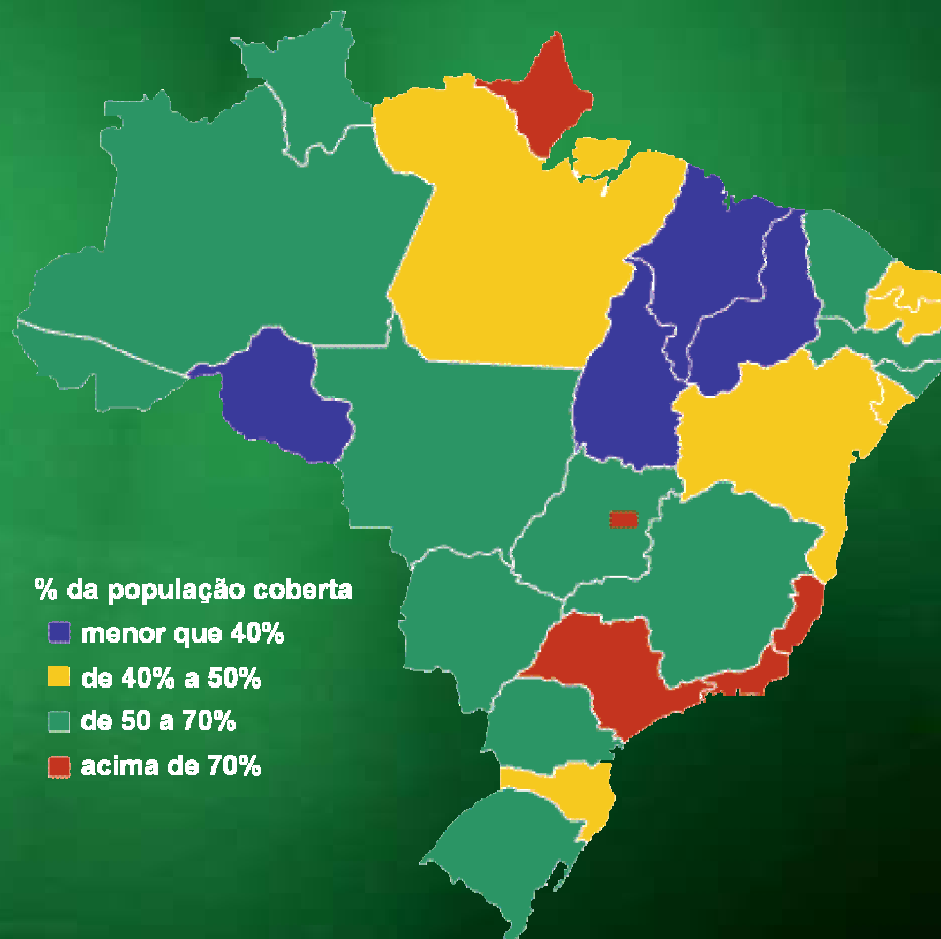 % da população coberta
menor que 40%
de 40% a 50%
de 50 a 70%
acima de 70%